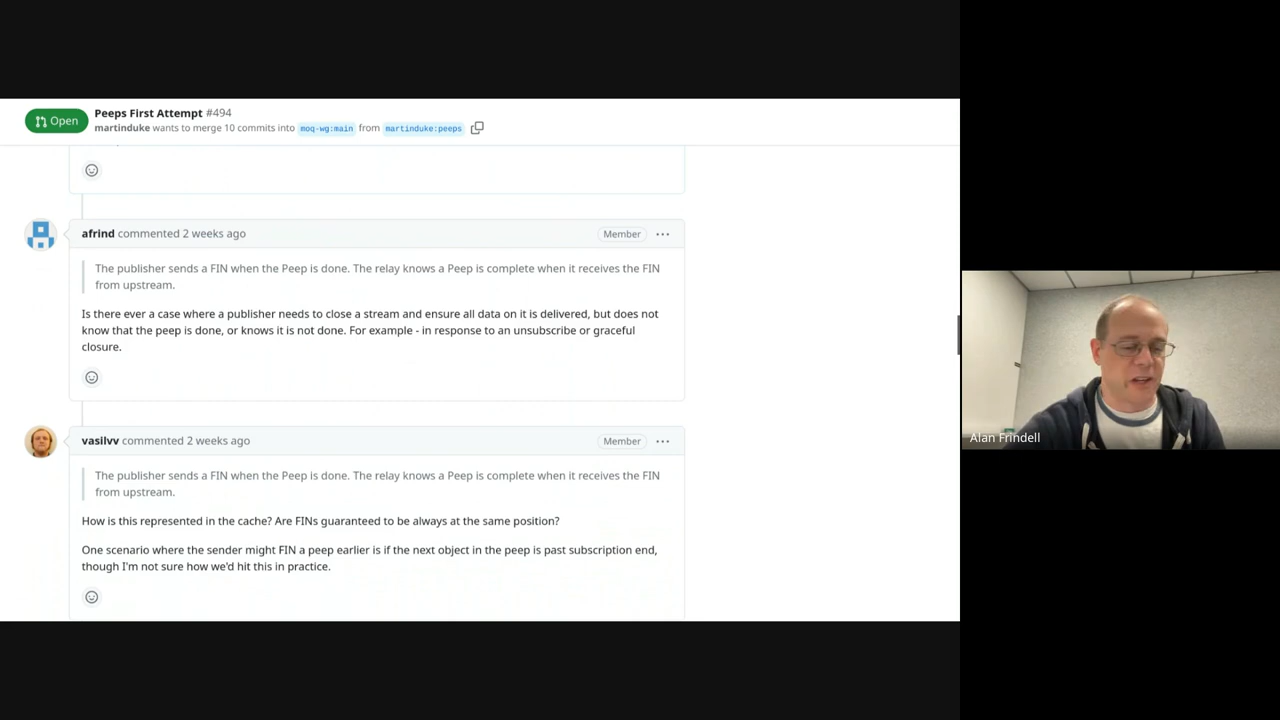 Open
Peeps First Attempt #494
martinduke wants to merge 10 commits into moq-wg:main from martinduke:peeps
afrind commented 2 weeks ago
Member
The publisher sends a FIN when the Peep is done. The relay knows a Peep is complete when it receives the FIN
from upstream.
Is there ever a case where a publisher needs to close a stream and ensure all data on it is delivered, but does not
know that the peep is done, or knows it is not done. For example - in response to an unsubscribe or graceful
closure.
vasilvv commented 2 weeks ago
Member
The publisher sends a FIN when the Peep is done. The relay knows a Peep is complete when it receives the FIN
from upstream.
How is this represented in the cache? Are FINs guaranteed to be always at the same position?
One scenario where the sender might FIN a peep earlier is if the next object in the peep is past subscription end,
though I'm not sure how we'd hit this in practice.
Alan Frindell